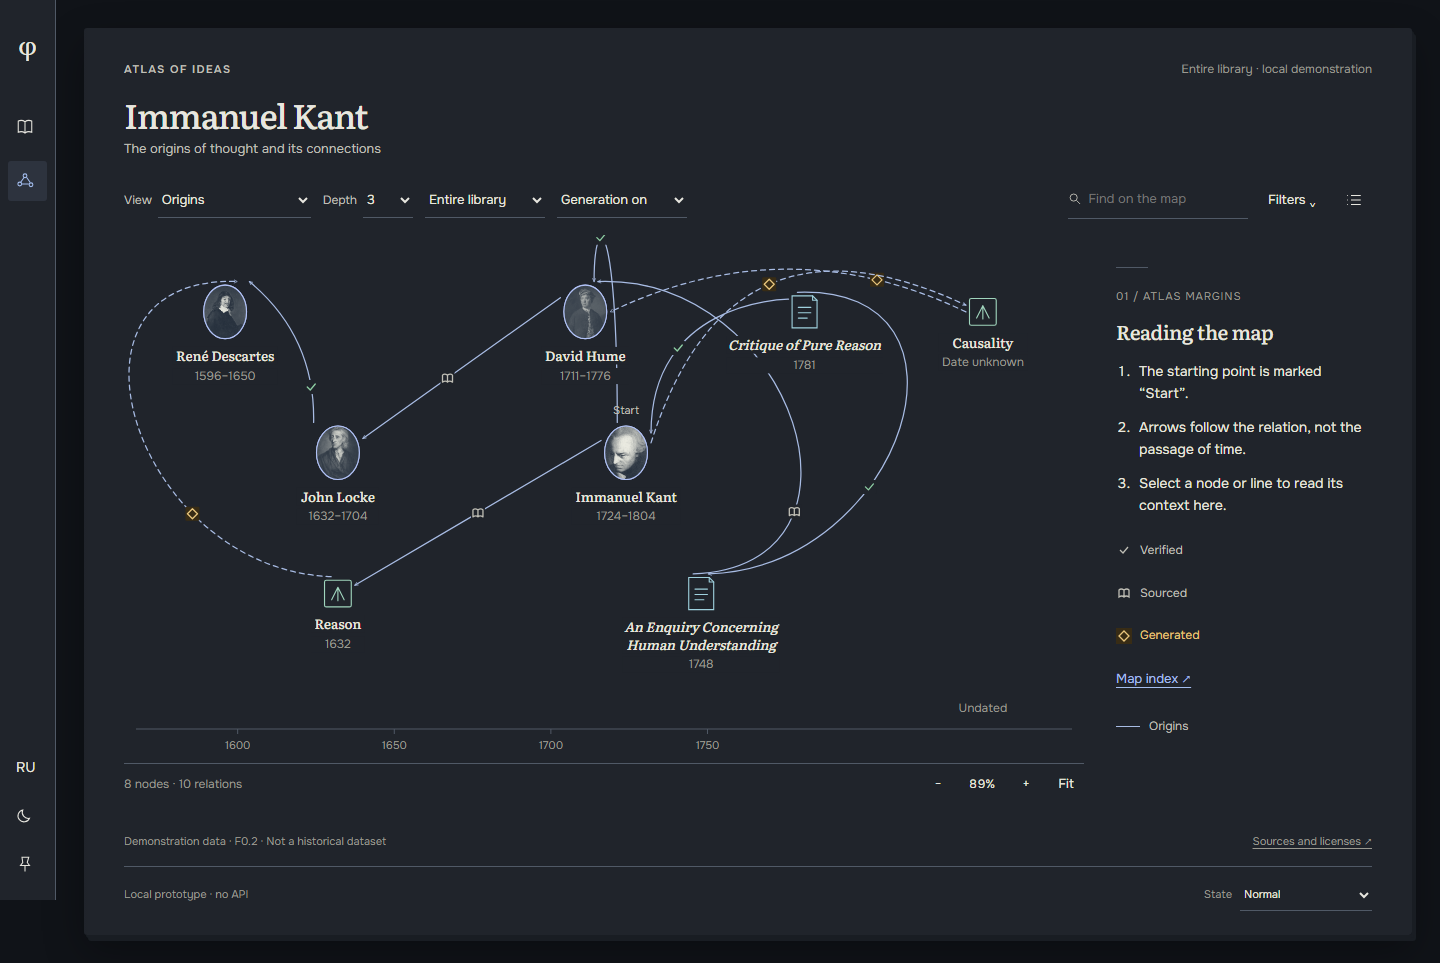 φ
ATLAS OF IDEAS
Entire library · local demonstration
Immanuel Kant
The origins of thought and its connections
View Origins Depth 3 Entire library Generation on
Find on the map Filters
René Descartes
1596–1650
David Hume
1711–1776
Critique of Pure Reason
1781
Causality
Date unknown
Start
John Locke
1632–1704
Immanuel Kant
1724–1804
Reason
1632
An Enquiry Concerning
Human Understanding
1748
Undated
1600 1650 1700 1750
8 nodes · 10 relations
− 89% + Fit
01 / ATLAS MARGINS
Reading the map
1. The starting point is marked
“Start”.
2. Arrows follow the relation, not the
passage of time.
3. Select a node or line to read its
context here.
Verified
Sourced
Generated
Map index ↗
Origins
RU
Demonstration data · F0.2 · Not a historical dataset
Sources and licenses ↗
Local prototype · no API
State Normal